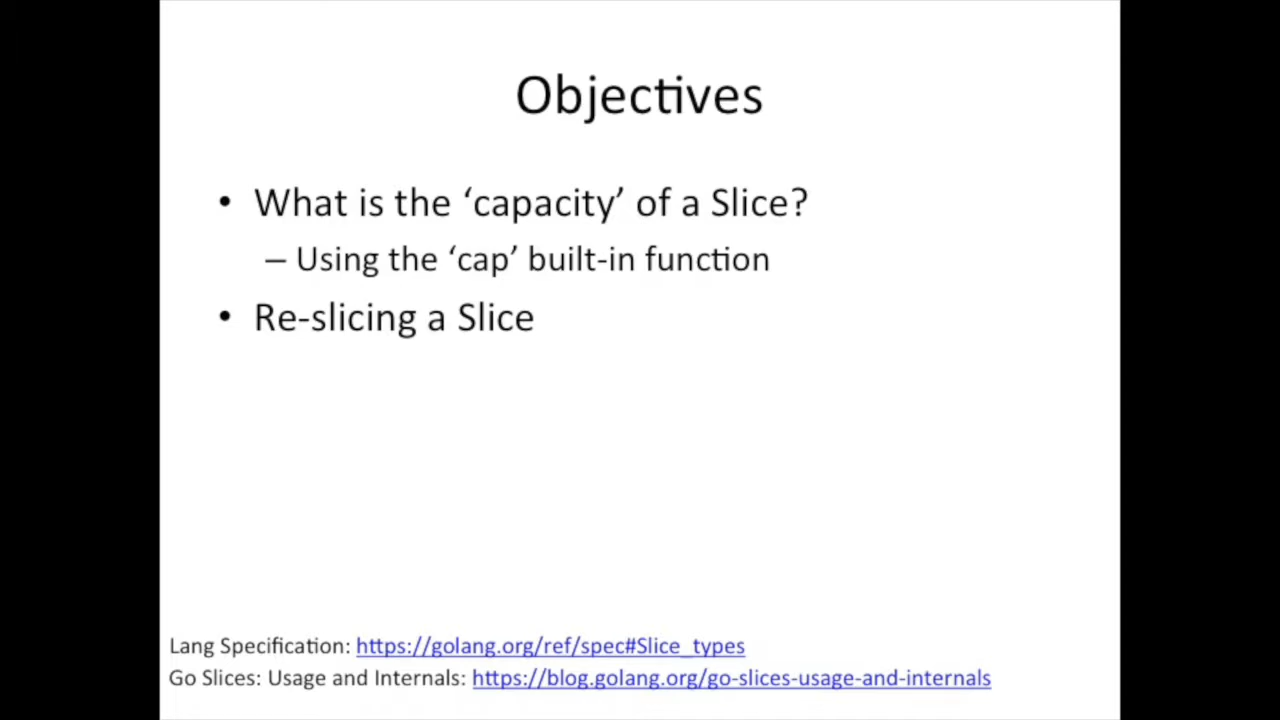 Objectives
• What is the ‘capacity’ of a Slice?
– Using the ‘cap’ built-in function
• Re-slicing a Slice
Lang Specification: https://golang.org/ref/spec#Slice_types
Go Slices: Usage and Internals: https://blog.golang.org/go-slices-usage-and-internals